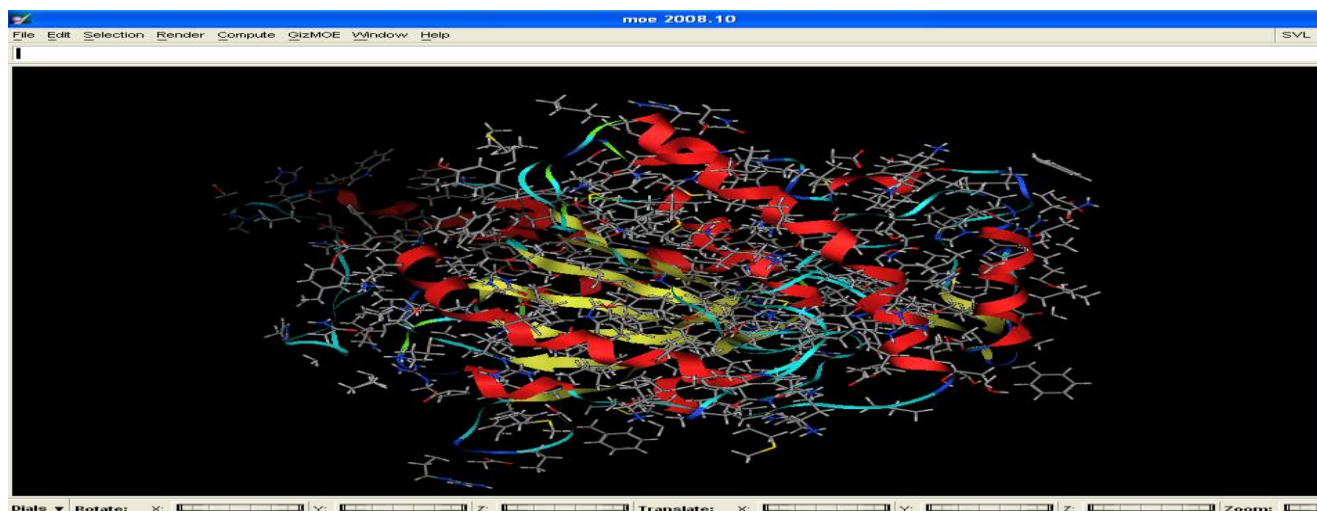 moe 2008.10
File Edit Selection Render Compute GizMOE Window Help SVL
Dials ▼ Rotate: X: Y: Z: Translate: X: Y: Z: Zoom: